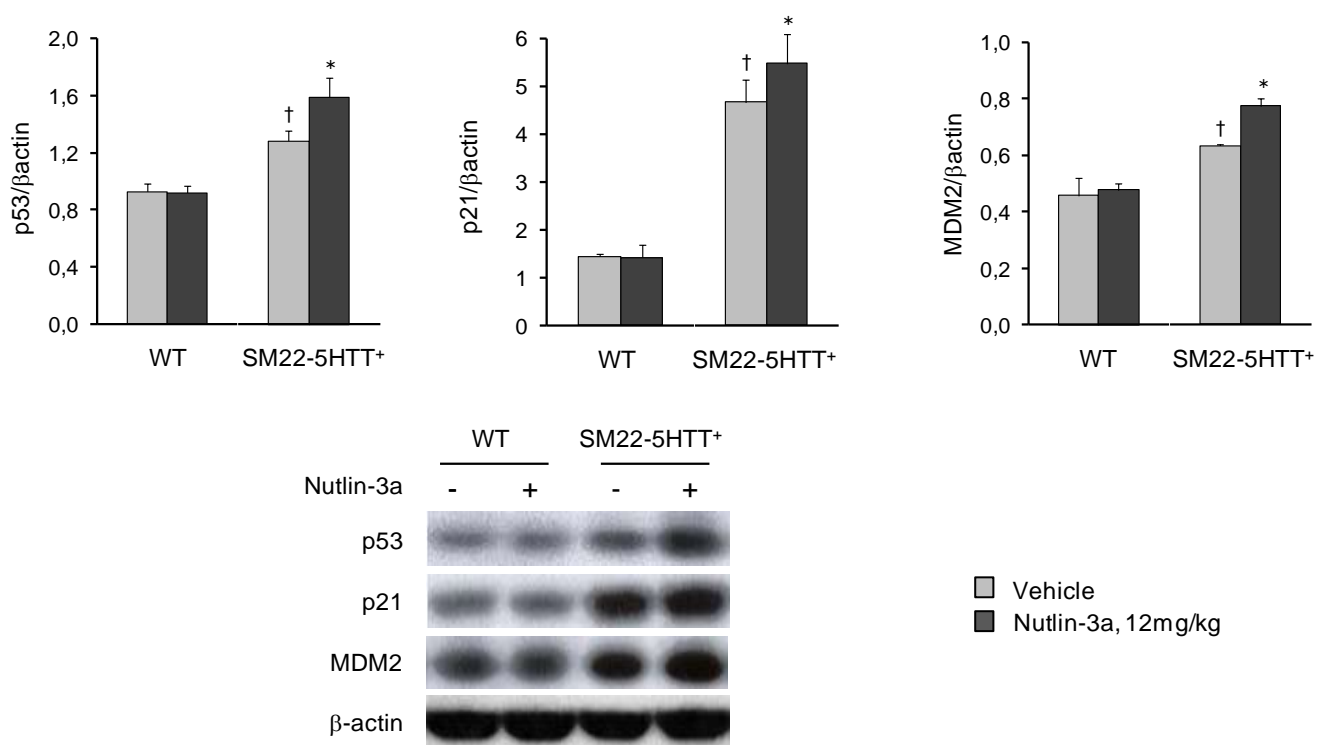 p53/βactin
2,0
1,6
1,2
0,8
0,4
0,0
†
*
WT
SM22-5HTT+
p21/βactin
6
5
4
3
2
1
0
†
*
WT
SM22-5HTT+
MDM2/βactin
1,0
0,8
0,6
0,4
0,2
0,0
†
*
WT
SM22-5HTT+
WT SM22-5HTT+
Nutlin-3a - + - +
p53
p21
MDM2
β-actin
Vehicle
Nutlin-3a, 12mg/kg